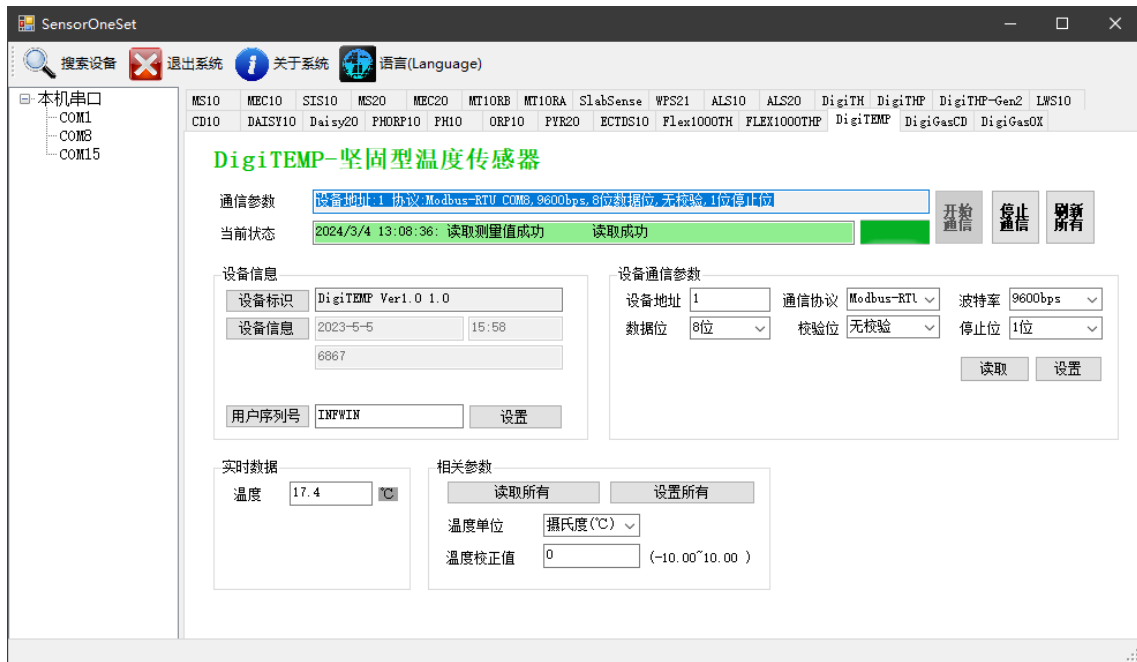 SensorOneSet
搜索设备 退出系统 关于系统 语言(Language)
本机串口
COM1
COM8
COM15
MS10 MEC10 SIS10 MS20 MEC20 MT10RB MT10RA SlabSense WPS21 ALS10 ALS20 DigiTH DigiTHP DigiTHP-Gen2 LWS10
CD10 DAISY10 Daisy20 PHORP10 PH10 ORP10 PYR20 ECTDS10 Flex1000TH FLEX1000THP DigiTEMP DigiGasCD DigiGasOX
DigiTEMP-坚固型温度传感器
通信参数 设备地址:1 协议:Modbus-RTU COM8,9600bps,8位数据位,无校验,1位停止位
开始通信 停止通信 刷新所有
当前状态 2024/3/4 13:08:36: 读取测量值成功 读取成功
设备信息
设备标识 DigiTEMP Ver1.0 1.0
设备信息 2023-5-5 15:58
6867
用户序列号 INFWIN 设置
设备通信参数
设备地址 1 通信协议 Modbus-RTU 波特率 9600bps
数据位 8位 校验位 无校验 停止位 1位
读取 设置
实时数据
温度 17.4 ℃
相关参数
读取所有 设置所有
温度单位 摄氏度(℃)
温度校正值 0 (-10.00~10.00 )